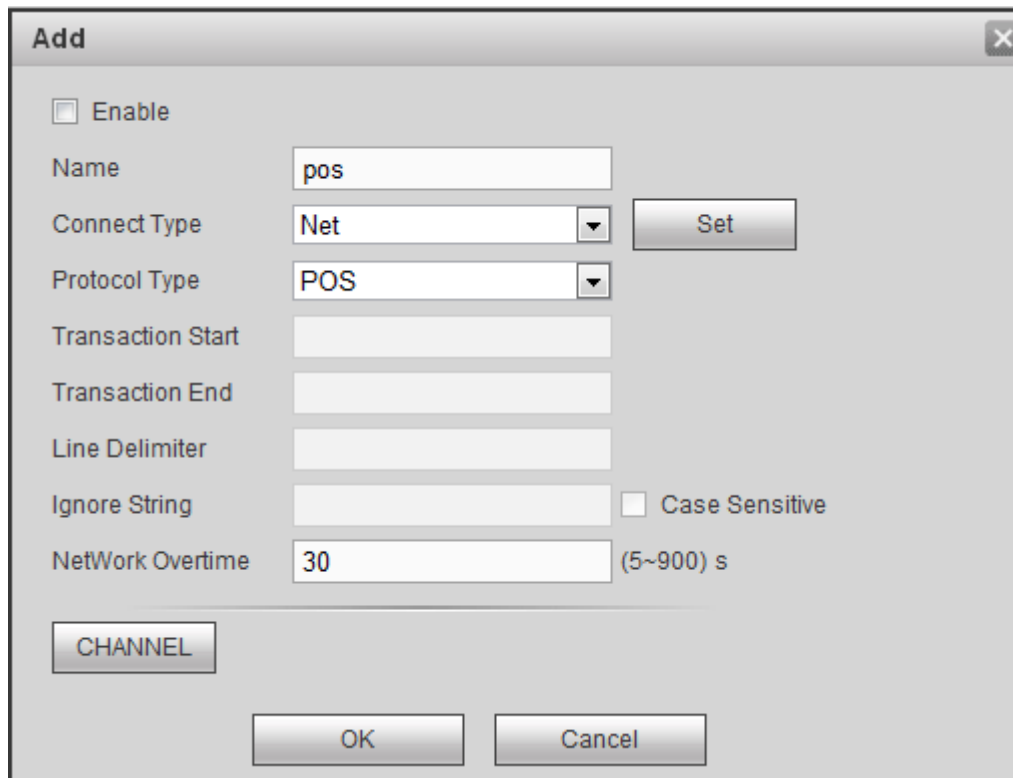 Add
Enable
Name pos
Connect Type Net Set
Protocol Type POS
Transaction Start
Transaction End
Line Delimiter
Ignore String Case Sensitive
NetWork Overtime 30 (5~900) s
CHANNEL
OK Cancel